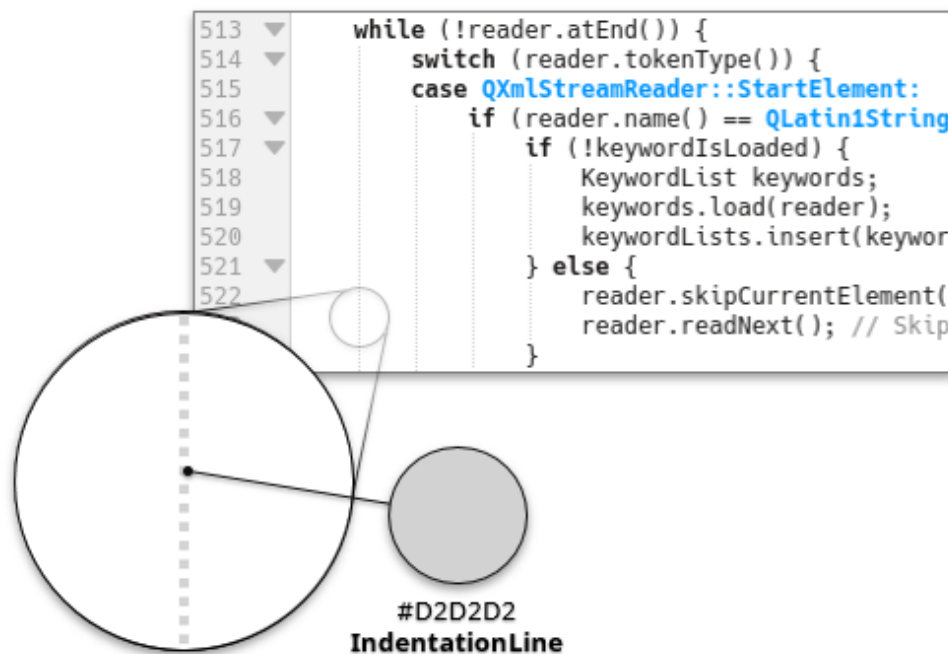 513 while (!reader.atEnd()) {
514 switch (reader.tokenType()) {
515 case QXmlStreamReader::StartElement:
516 if (reader.name() == QLatin1String
517 if (!keywordIsLoaded) {
518 KeywordList keywords;
519 keywords.load(reader);
520 keywordLists.insert(keywor
521 } else {
522 reader.skipCurrentElement(
reader.readNext(); // Skip
}
#D2D2D2
IndentationLine